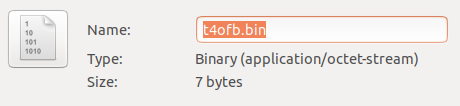 1
10
101
1010
Name: t4ofb.bin
Type: Binary (application/octet-stream)
Size: 7 bytes